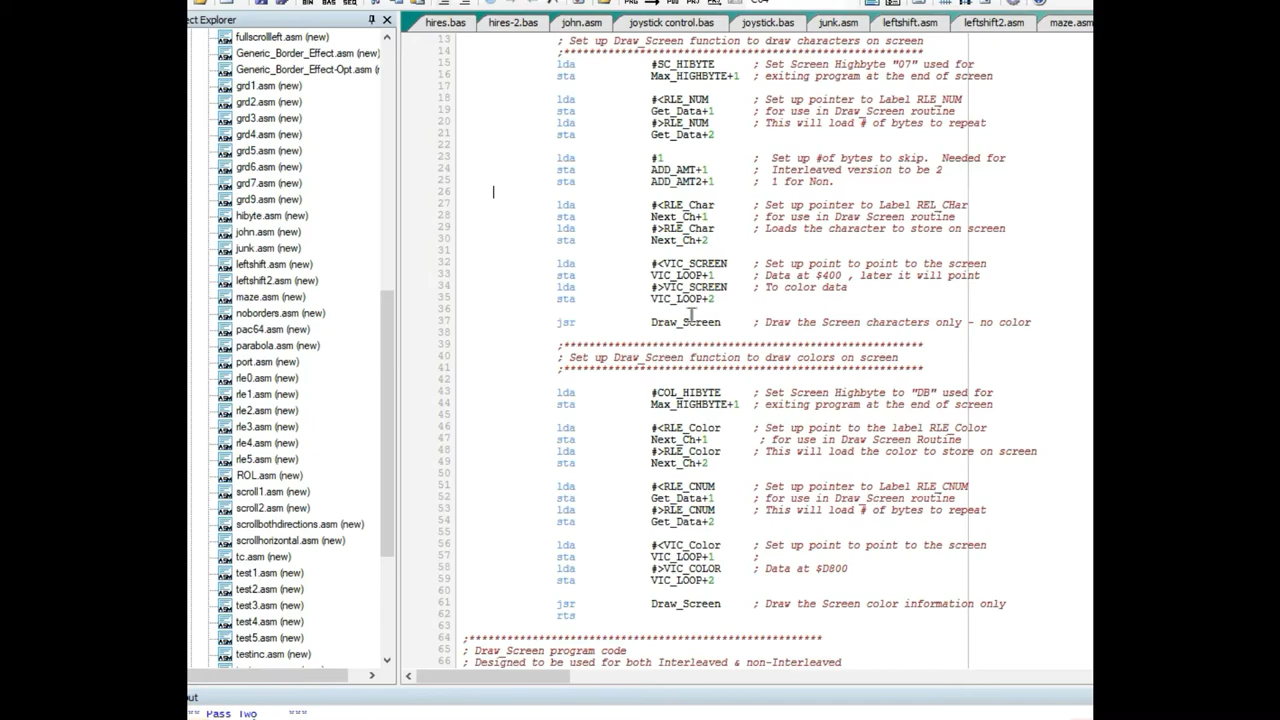 ect Explorer
fullscrollleft.asm (new)
Generic_Border_Effect.asm (new)
Generic_Border_Effect-Opt.asm (new)
grd1.asm (new)
grd2.asm (new)
grd3.asm (new)
grd4.asm (new)
grd5.asm (new)
grd6.asm (new)
grd7.asm (new)
grd9.asm (new)
hibyte.asm (new)
john.asm (new)
junk.asm (new)
leftshift.asm (new)
leftshift2.asm (new)
maze.asm (new)
noborders.asm (new)
pac64.asm (new)
parabola.asm (new)
port.asm (new)
rle0.asm (new)
rle1.asm (new)
rle2.asm (new)
rle3.asm (new)
rle4.asm (new)
rle5.asm (new)
ROL.asm (new)
scroll1.asm (new)
scroll2.asm (new)
scrollbothdirections.asm (new)
scrollhorizontal.asm (new)
tc.asm (new)
test1.asm (new)
test2.asm (new)
test3.asm (new)
test4.asm (new)
test5.asm (new)
testinc.asm (new)
hires.bas hires-2.bas john.asm joystick control.bas joystick.bas junk.asm leftshift.asm leftshift2.asm maze.asm
13 ; Set up Draw_Screen function to draw characters on screen
14 ;*********************************************************
15 lda #SC_HIBYTE ; Set Screen Highbyte "07" used for
16 sta Max_HIGHBYTE+1 ; exiting program at the end of screen
17
18 lda #<RLE_NUM ; Set up pointer to Label RLE_NUM
19 sta Get_Data+1 ; for use in Draw_Screen routine
20 lda #>RLE_NUM ; This will load # of bytes to repeat
21 sta Get_Data+2
22
23 lda #1 ; Set up #of bytes to skip. Needed for
24 sta ADD_AMT+1 ; Interleaved version to be 2
25 sta ADD_AMT2+1 ; 1 for Non.
26
27 lda #<RLE_Char ; Set up pointer to Label REL_CHar
28 sta Next_Ch+1 ; for use in Draw Screen routine
29 lda #>RLE_Char ; Loads the character to store on screen
30 sta Next_Ch+2
31
32 lda #<VIC_SCREEN ; Set up point to point to the screen
33 sta VIC_LOOP+1 ; Data at $400 , later it will point
34 lda #>VIC_SCREEN ; To color data
35 sta VIC_LOOP+2
36
37 jsr Draw_Screen ; Draw the Screen characters only - no color
38
39 ;*********************************************************
40 ; Set up Draw_Screen function to draw colors on screen
41 ;*********************************************************
42
43 lda #COL_HIBYTE ; Set Screen Highbyte to "DB" used for
44 sta Max_HIGHBYTE+1 ; exiting program at the end of screen
45
46 lda #<RLE_Color ; Set up point to the label RLE_Color
47 sta Next_Ch+1 ; for use in Draw Screen Routine
48 lda #>RLE_Color ; This will load the color to store on screen
49 sta Next_Ch+2
50
51 lda #<RLE_CNUM ; Set up pointer to Label RLE_CNUM
52 sta Get_Data+1 ; for use in Draw_Screen routine
53 lda #>RLE_CNUM ; This will load # of bytes to repeat
54 sta Get_Data+2
55
56 lda #<VIC_Color ; Set up point to point to the screen
57 sta VIC_LOOP+1 ;
58 lda #>VIC_COLOR ; Data at $D800
59 sta VIC_LOOP+2
60
61 jsr Draw_Screen ; Draw the Screen color information only
62 rts
63
64 ;********************************************************
65 ; Draw_Screen program code
66 ; Designed to be used for both Interleaved & non-Interleaved
ut
*** Pass Two ***